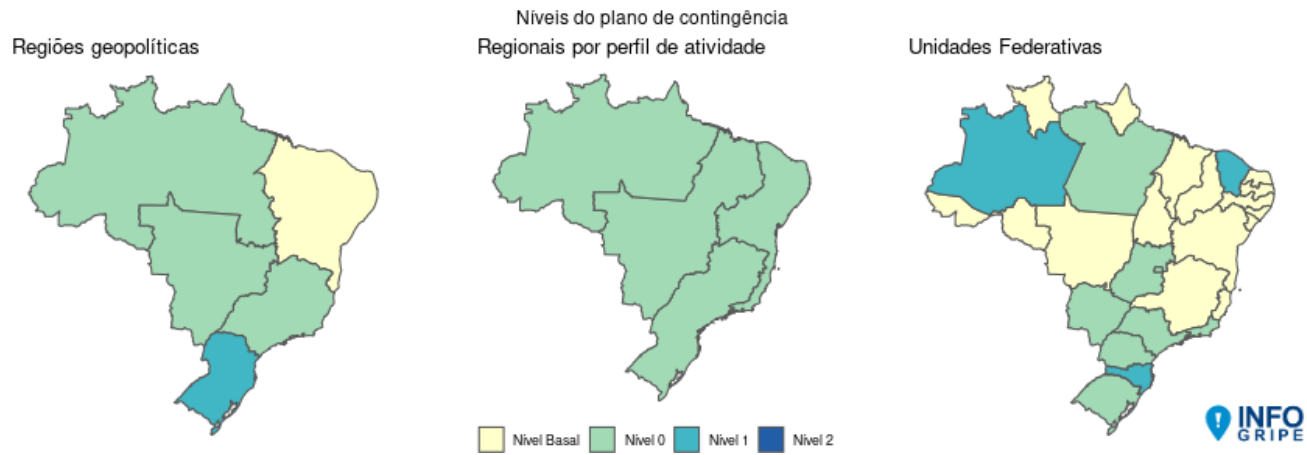 Níveis do plano de contingência
Regiões geopolíticas
Regionais por perfil de atividade
Unidades Federativas
Nível Basal
Nível 0
Nível 1
Nível 2
INFO
GRIPE